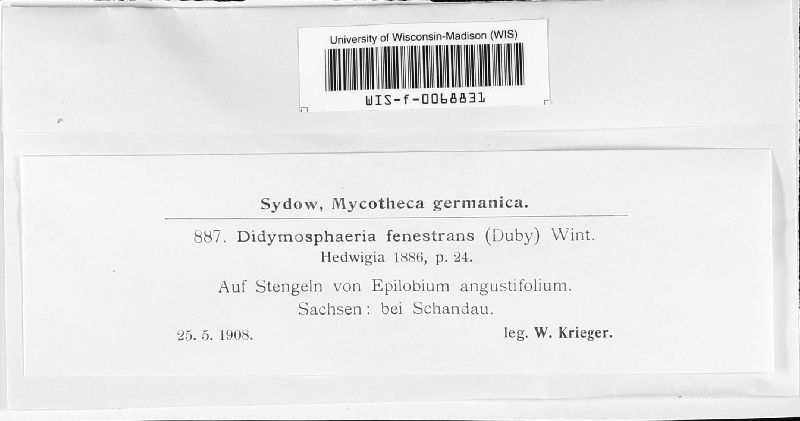 University of Wisconsin-Madison (WIS)
WIS-f-0068831
Sydow, Mycotheca germanica.
887. Didymosphaeria fenestrans (Duby) Wint.
Hedwigia 1886, p. 24.
Auf Stengeln von Epilobium angustifolium.
Sachsen: bei Schandau.
25. 5. 1908. leg. W. Krieger.